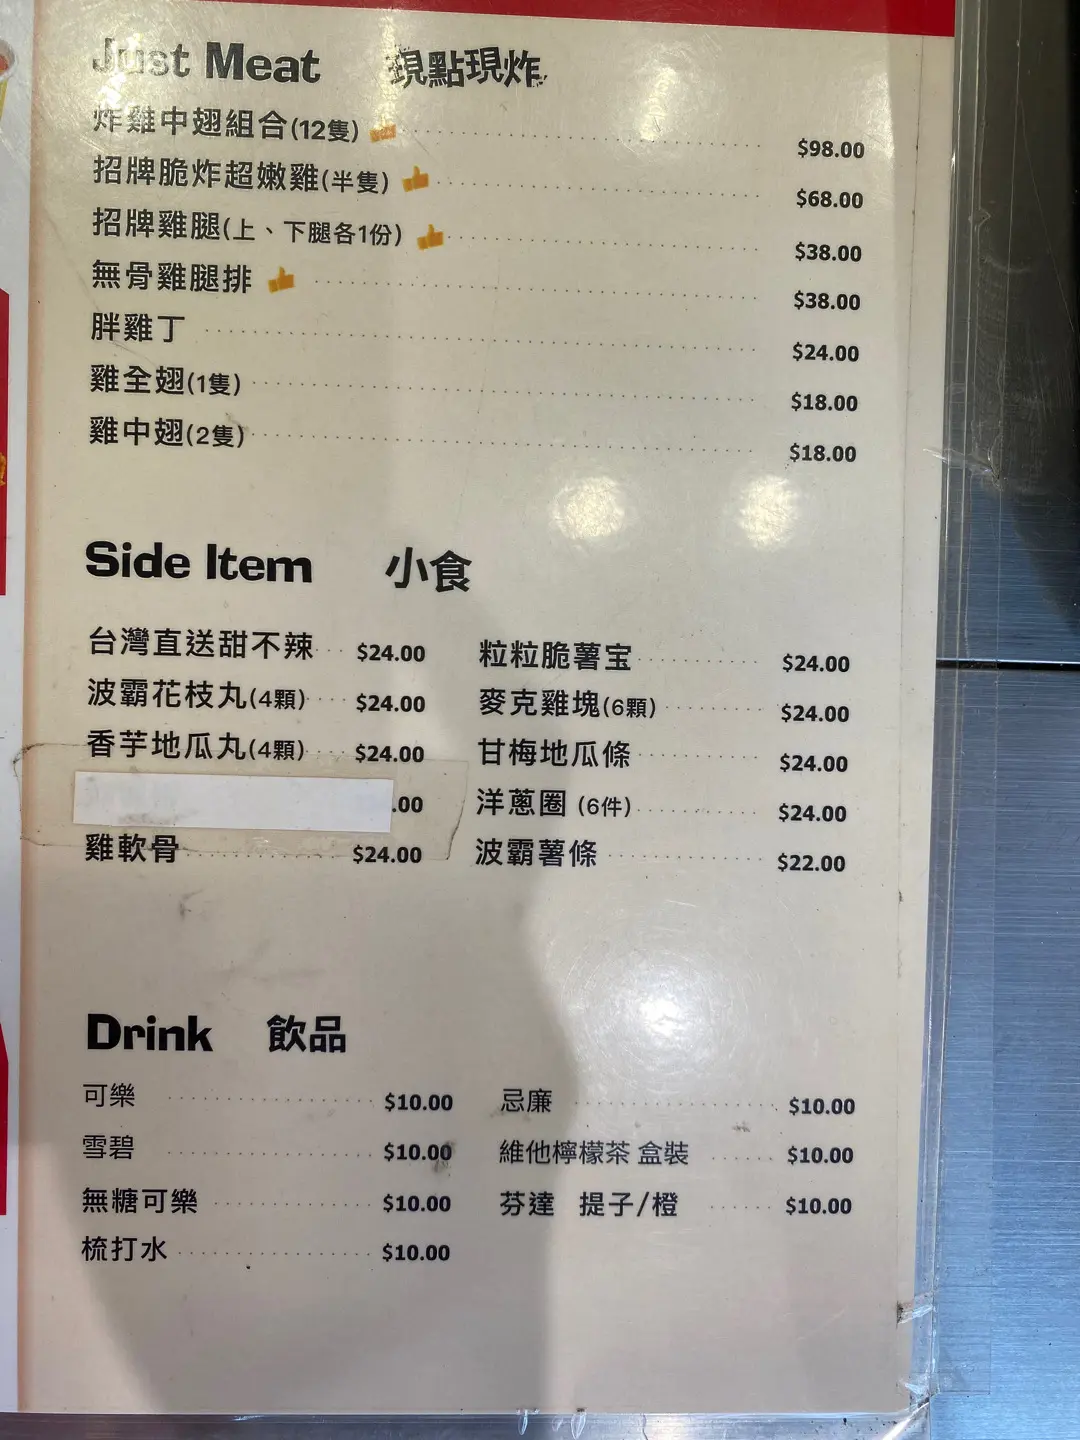 Just Meat 現點現炸
炸雞中翅組合(12隻) $98.00
招牌脆炸超嫩雞(半隻) $68.00
招牌雞腿(上、下腿各1份) $38.00
無骨雞腿排 $38.00
胖雞丁 $24.00
雞全翅(1隻) $18.00
雞中翅(2隻) $18.00
Side Item 小食
台灣直送甜不辣 $24.00 粒粒脆薯宝 $24.00
波霸花枝丸(4顆) $24.00 麥克雞塊(6顆) $24.00
香芋地瓜丸(4顆) $24.00 甘梅地瓜條 $24.00
.00 洋蔥圈 (6件) $24.00
雞軟骨 $24.00 波霸薯條 $22.00
Drink 飲品
可樂 $10.00 忌廉 $10.00
雪碧 $10.00 維他檸檬茶 盒裝 $10.00
無糖可樂 $10.00 芬達 提子/橙 $10.00
梳打水 $10.00